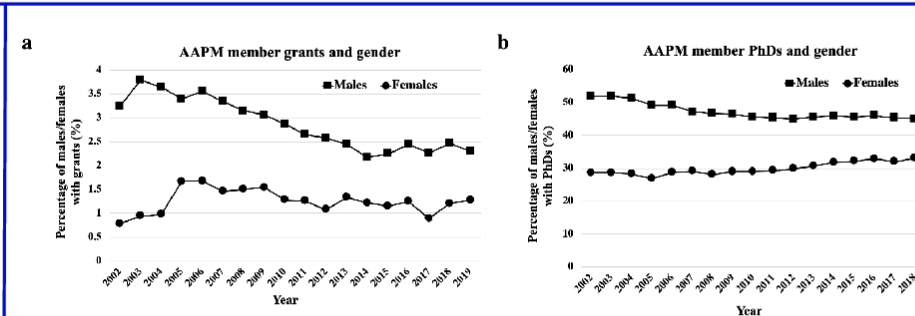 a
AAPM member grants and gender
Males
Females
Percentage of males/females
with grants (%)
4
3.5
3
2.5
2
1.5
1
0.5
0
2002 2003 2004 2005 2006 2007 2008 2009 2010 2011 2012 2013 2014 2015 2016 2017 2018 2019
Year
b
AAPM member PhDs and gender
Males
Females
Percentage of males/females
with PhDs (%)
60
50
40
30
20
10
0
2002 2003 2004 2005 2006 2007 2008 2009 2010 2011 2012 2013 2014 2015 2016 2017 2018
Year